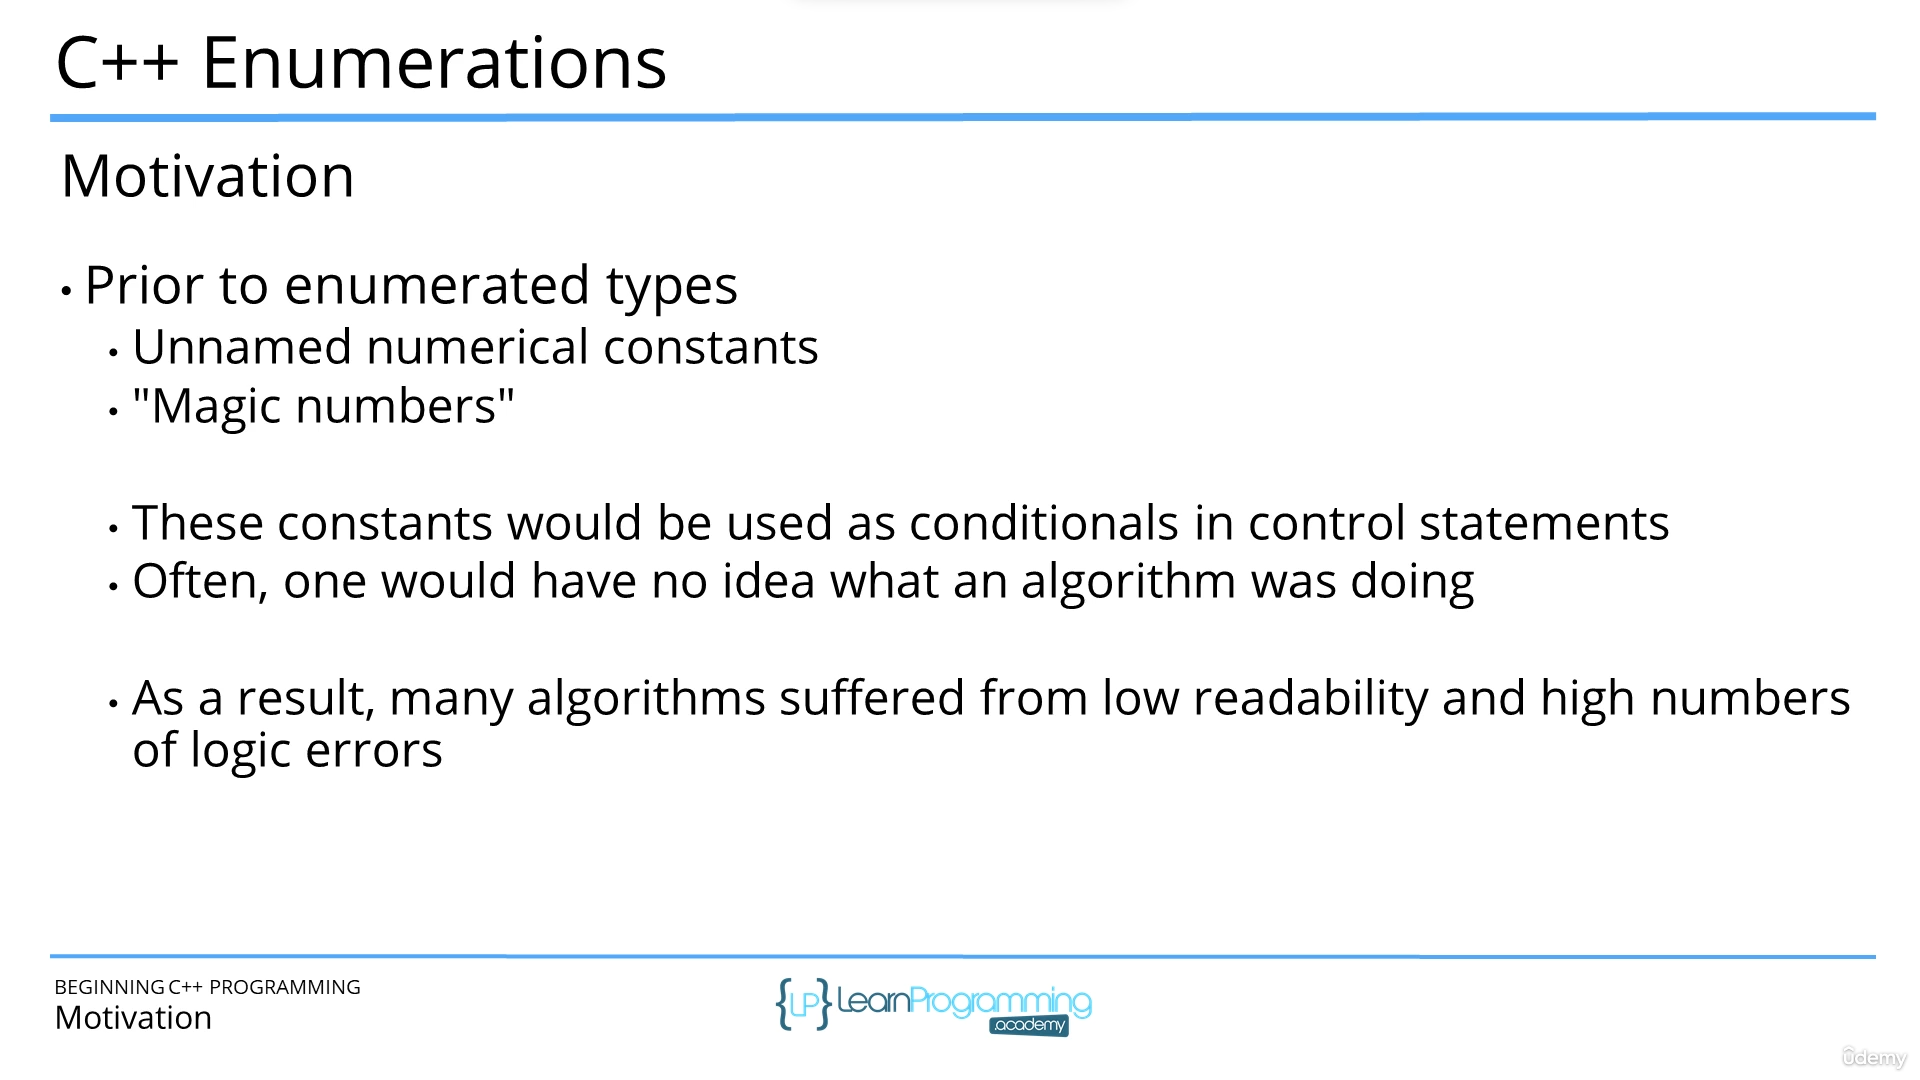 C++ Enumerations
Motivation
• Prior to enumerated types
• Unnamed numerical constants
• "Magic numbers"
• These constants would be used as conditionals in control statements
• Often, one would have no idea what an algorithm was doing
• As a result, many algorithms suffered from low readability and high numbers
of logic errors
BEGINNING C++ PROGRAMMING
Motivation
{LP} LearnProgramming
.academy
udemy